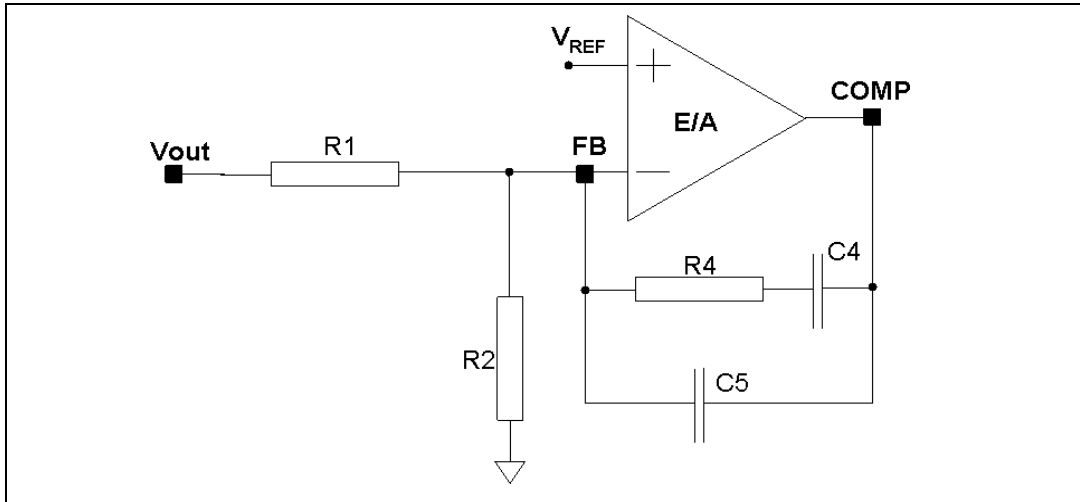 VREF
COMP
E/A
Vout
R1
FB
C4
R4
R2
C5